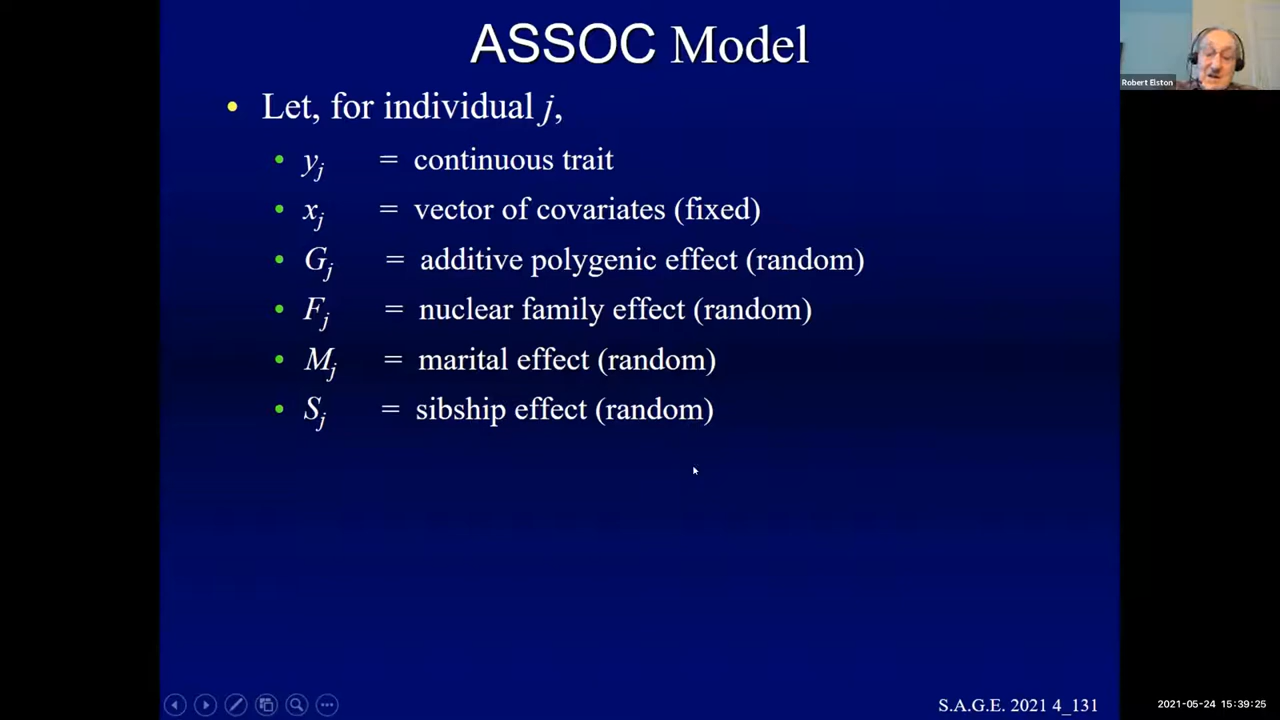 ASSOC Model
Robert Elston
• Let, for individual j,
• yj = continuous trait
• xj = vector of covariates (fixed)
• Gj = additive polygenic effect (random)
• Fj = nuclear family effect (random)
• Mj = marital effect (random)
• Sj = sibship effect (random)
S.A.G.E. 2021 4_131
2021-05-24 15:39:25